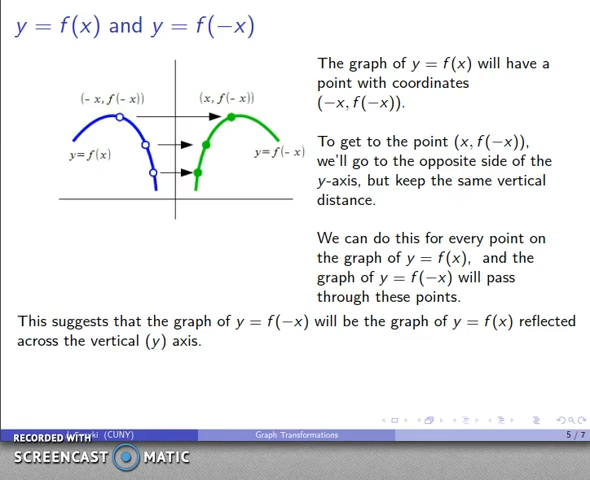 y = f(x) and y = f(−x)
The graph of y = f(x) will have a
point with coordinates
(−x, f(−x)).
To get to the point (x, f(−x)),
we'll go to the opposite side of the
y-axis, but keep the same vertical
distance.
We can do this for every point on
the graph of y = f(x), and the
graph of y = f(−x) will pass
through these points.
(- x, f(- x))
(x, f(- x))
y=f(x)
y=f(- x)
This suggests that the graph of y = f(−x) will be the graph of y = f(x) reflected
across the vertical (y) axis.
(CUNY)
Graph Transformations
5 / 7
RECORDED WITH
SCREENCAST MATIC